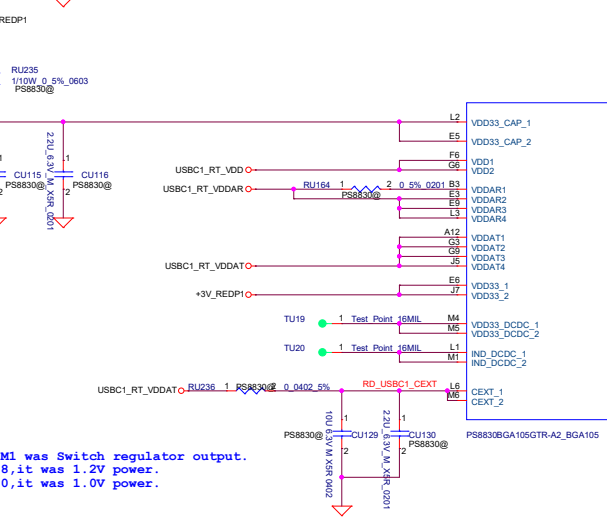 REDP1
RU235
1/10W_0_5%_0603
PS8830@
2.2U_6.3V_M_X5R_0201
1
CU115
PS8830@
2
1
CU116
PS8830@
2
USBC1_RT_VDD
USBC1_RT_VDDAR
RU164
1
2
0_5%_0201
PS8830@
USBC1_RT_VDDAT
+3V_REDP1
TU19
1
Test_Point_16MIL
TU20
1
Test_Point_16MIL
L2
VDD33_CAP_1
E5
VDD33_CAP_2
F6
VDD1
G6
VDD2
B3
VDDAR1
E3
VDDAR2
E9
VDDAR3
L3
VDDAR4
A12
VDDAT1
G3
VDDAT2
G9
VDDAT3
J5
VDDAT4
E6
VDD33_1
J7
VDD33_2
M4
VDD33_DCDC_1
M5
VDD33_DCDC_2
L1
IND_DCDC_1
M1
IND_DCDC_2
USBC1_RT_VDDAT
RU236
1
PS8830@
2
0_0402_5%
RD_USBC1_CEXT
L6
CEXT_1
M6
CEXT_2
10U_6.3V_M_X5R_0402
PS8830@
1
CU129
2
2.2U_6.3V_M_X5R_0201
1
CU130
PS8830@
2
PS8830BGA105GTR-A2_BGA105
M1 was Switch regulator output.
8,it was 1.2V power.
0,it was 1.0V power.